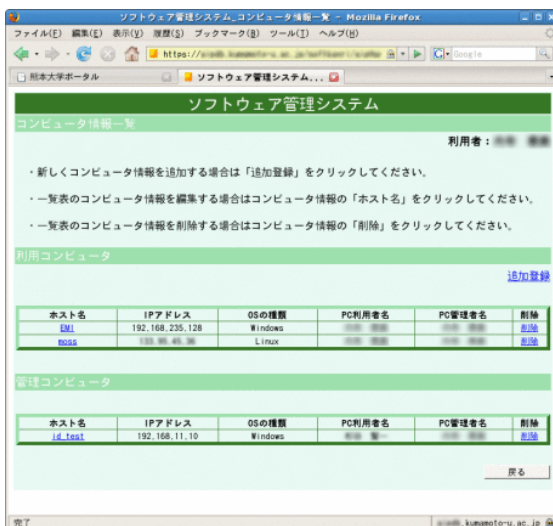 ソフトウェア管理システム_コンピュータ情報一覧 - Mozilla Firefox
ファイル(F) 編集(E) 表示(V) 履歴(S) ブックマーク(B) ツール(T) ヘルプ(H)
https:// Google
熊本大学ポータル ソフトウェア管理システム...
ソフトウェア管理システム
コンピュータ情報一覧
利用者：
・新しくコンピュータ情報を追加する場合は「追加登録」をクリックしてください。
・一覧表のコンピュータ情報を編集する場合はコンピュータ情報の「ホスト名」をクリックしてください。
・一覧表のコンピュータ情報を削除する場合はコンピュータ情報の「削除」をクリックしてください。
利用コンピュータ
追加登録
ホスト名 IPアドレス OSの種類 PC利用者名 PC管理者名 削除
EMI 192.168.235.128 Windows 削除
moss Linux 削除
管理コンピュータ
ホスト名 IPアドレス OSの種類 PC利用者名 PC管理者名 削除
id_test 192.168.11.10 Windows 削除
戻る
完了 .kumamoto-u.ac.jp